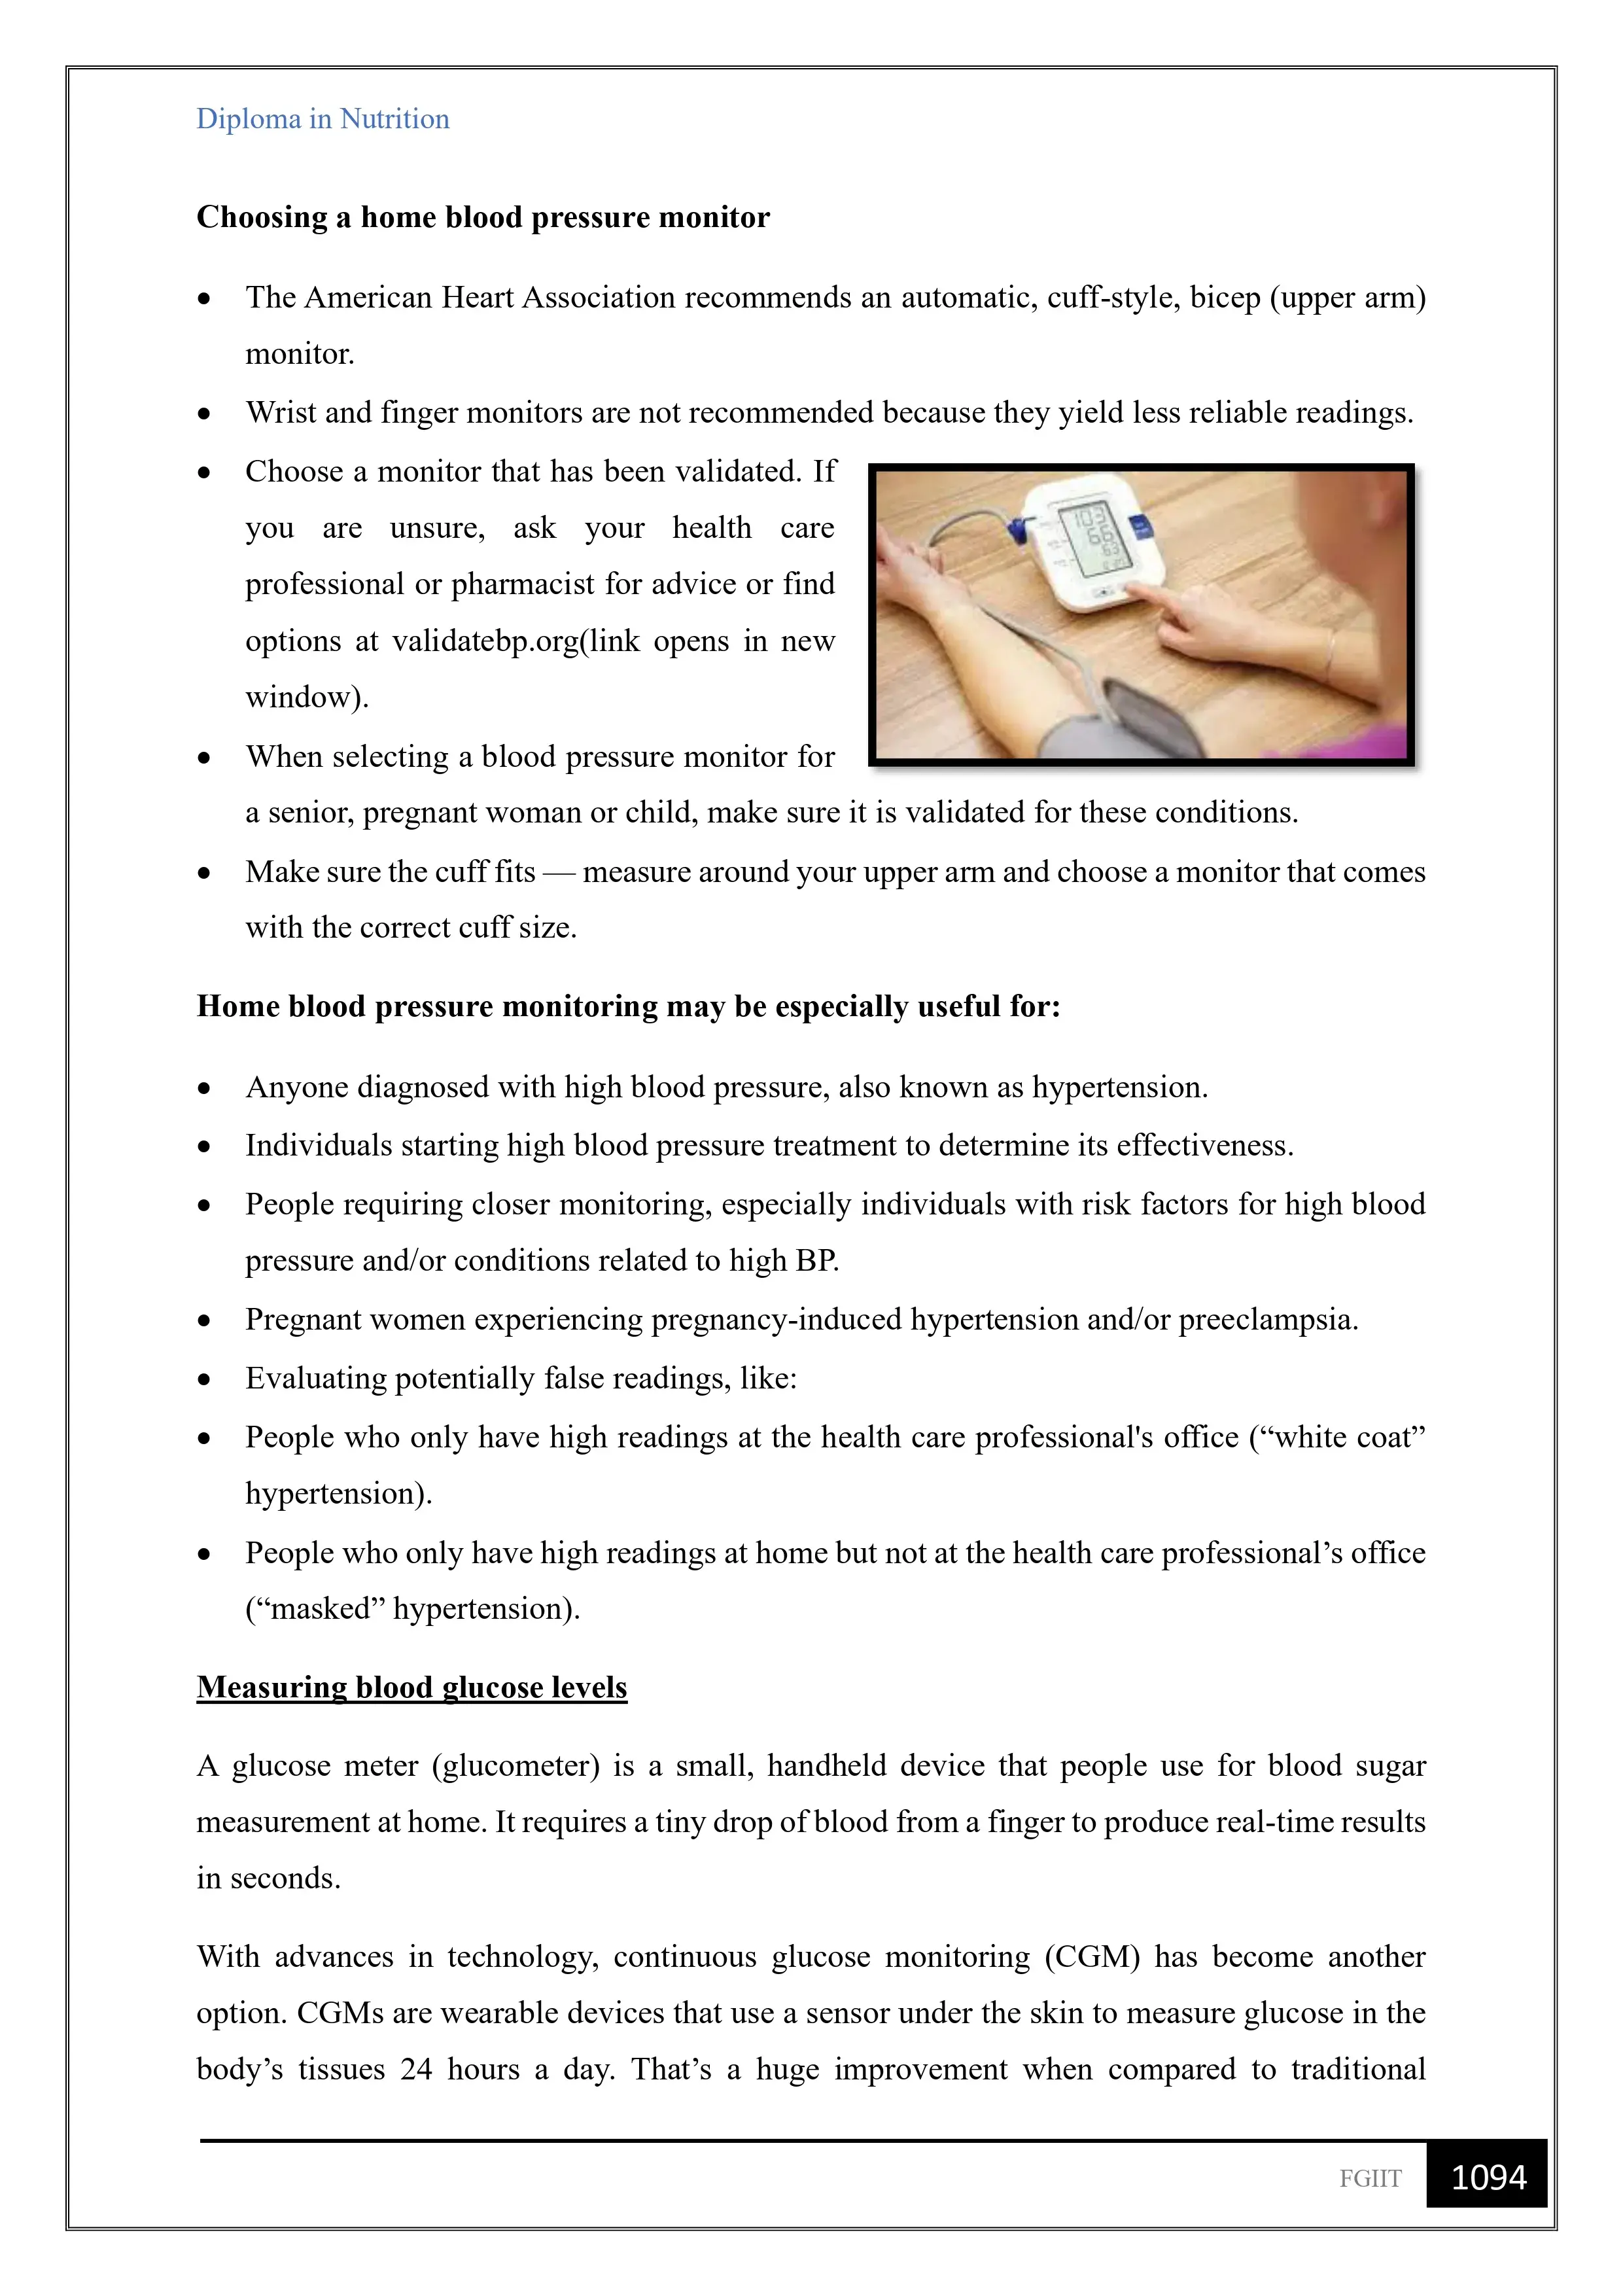 Diploma in Nutrition
Choosing a home blood pressure monitor
• The American Heart Association recommends an automatic, cuff-style, bicep (upper arm)
monitor.
• Wrist and finger monitors are not recommended because they yield less reliable readings.
• Choose a monitor that has been validated. If
you are unsure, ask your health care
professional or pharmacist for advice or find
options at validatebp.org(link opens in new
window).
103
66
63
• When selecting a blood pressure monitor for
a senior, pregnant woman or child, make sure it is validated for these conditions.
• Make sure the cuff fits — measure around your upper arm and choose a monitor that comes
with the correct cuff size.
Home blood pressure monitoring may be especially useful for:
• Anyone diagnosed with high blood pressure, also known as hypertension.
• Individuals starting high blood pressure treatment to determine its effectiveness.
• People requiring closer monitoring, especially individuals with risk factors for high blood
pressure and/or conditions related to high BP.
• Pregnant women experiencing pregnancy-induced hypertension and/or preeclampsia.
• Evaluating potentially false readings, like:
• People who only have high readings at the health care professional's office (“white coat”
hypertension).
• People who only have high readings at home but not at the health care professional’s office
(“masked” hypertension).
Measuring blood glucose levels
A glucose meter (glucometer) is a small, handheld device that people use for blood sugar
measurement at home. It requires a tiny drop of blood from a finger to produce real-time results
in seconds.
With advances in technology, continuous glucose monitoring (CGM) has become another
option. CGMs are wearable devices that use a sensor under the skin to measure glucose in the
body’s tissues 24 hours a day. That’s a huge improvement when compared to traditional
FGIIT
1094